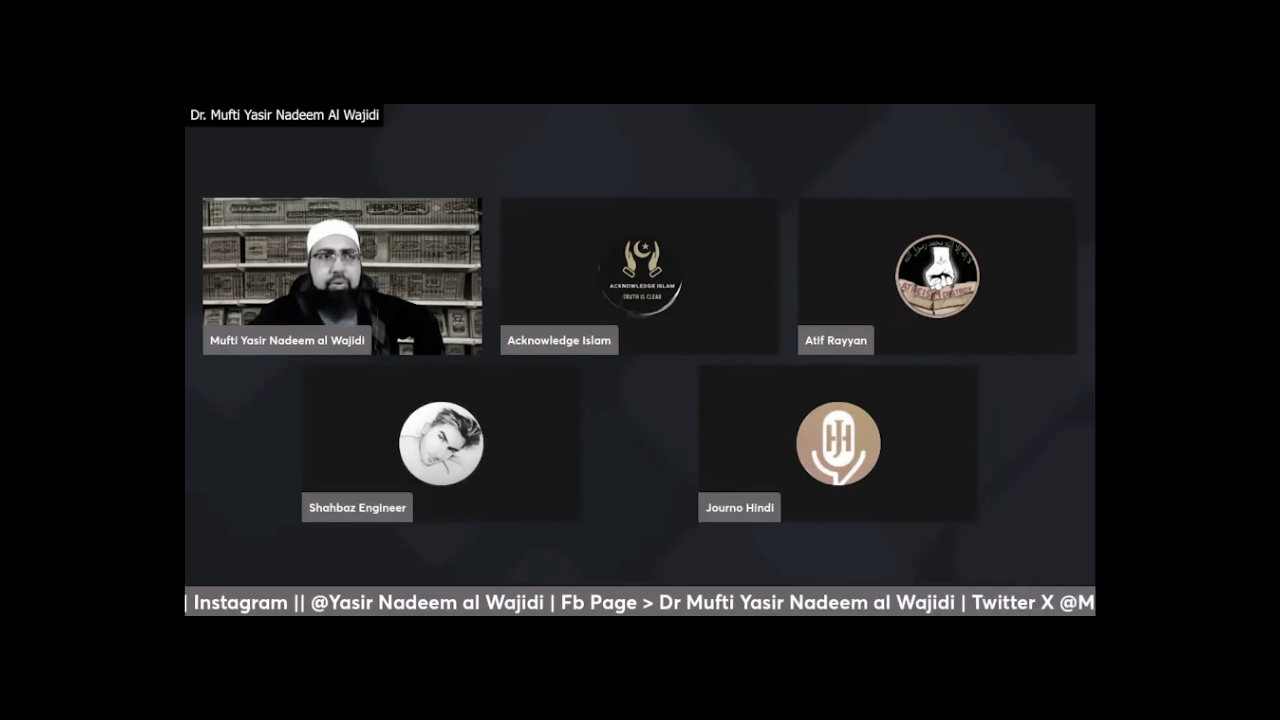 Dr. Mufti Yasir Nadeem Al Wajidi
Mufti Yasir Nadeem al Wajidi
ACKNOWLEDGE ISLAM
TRUTH IS CLEAR
Acknowledge Islam
Atif Rayyan
Shahbaz Engineer
JH
Journo Hindi
| Instagram || @Yasir Nadeem al Wajidi | Fb Page > Dr Mufti Yasir Nadeem al Wajidi | Twitter X @M